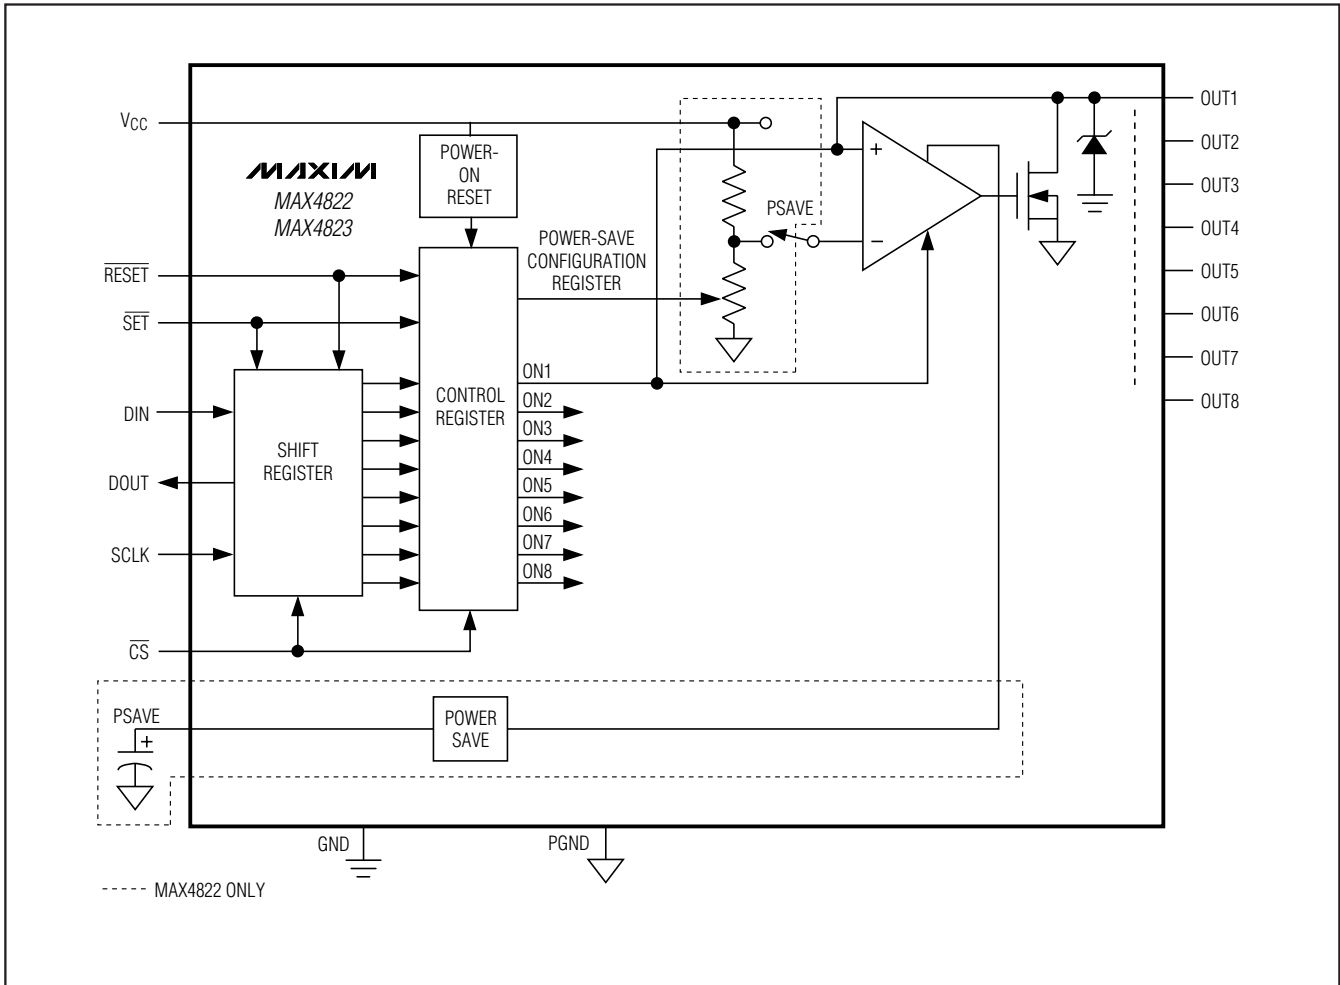 VCC
POWER-
ON
RESET
MAXIM
MAX4822
MAX4823
RESET
SET
DIN
DOUT
SCLK
CS
SHIFT
REGISTER
CONTROL
REGISTER
POWER-SAVE
CONFIGURATION
REGISTER
PSAVE
+
−
ON1
ON2
ON3
ON4
ON5
ON6
ON7
ON8
OUT1
OUT2
OUT3
OUT4
OUT5
OUT6
OUT7
OUT8
PSAVE
+
POWER
SAVE
GND
PGND
----- MAX4822 ONLY